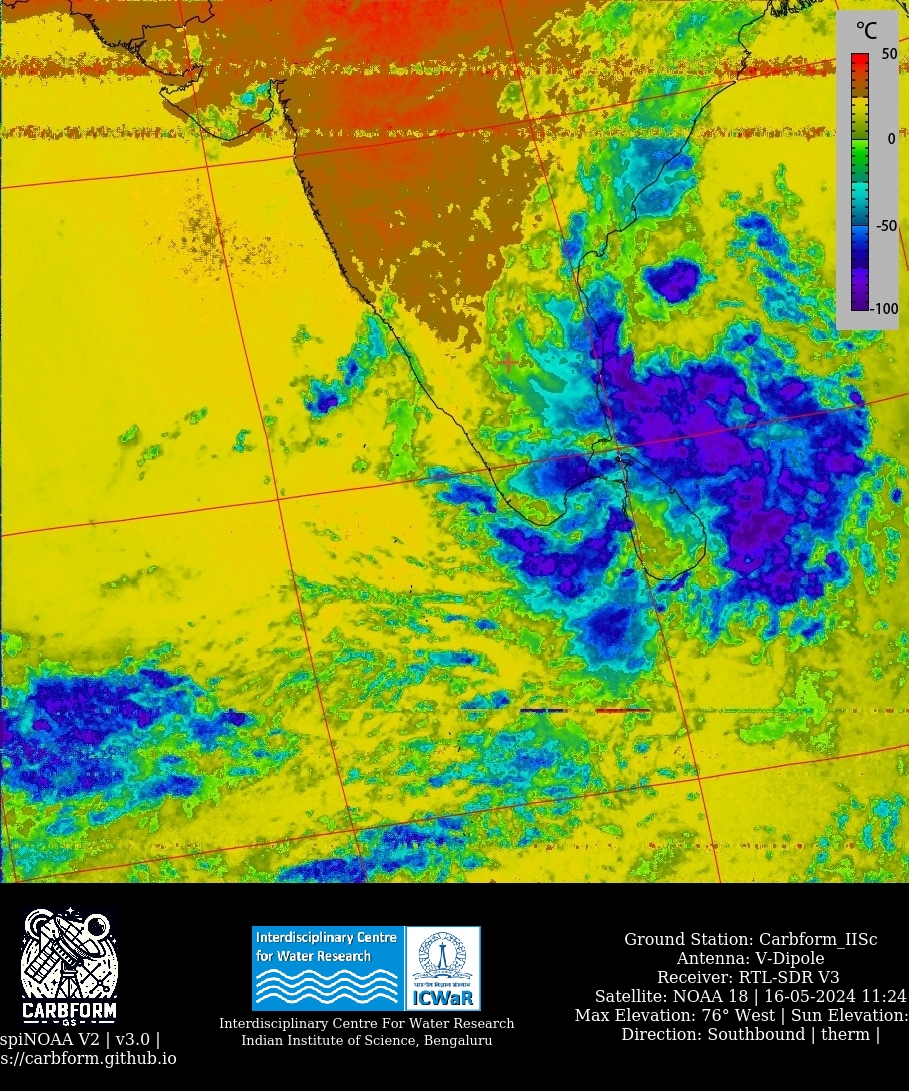 °C
50
0
-50
-100
CARBFORM
GS
spiNOAA V2 | v3.0 |
s://carbform.github.io
Interdisciplinary Centre
for Water Research
ICWaR
Interdisciplinary Centre For Water Research
Indian Institute of Science, Bengaluru
Ground Station: Carbform_IISc
Antenna: V-Dipole
Receiver: RTL-SDR V3
Satellite: NOAA 18 | 16-05-2024 11:24
Max Elevation: 76° West | Sun Elevation:
Direction: Southbound | therm |